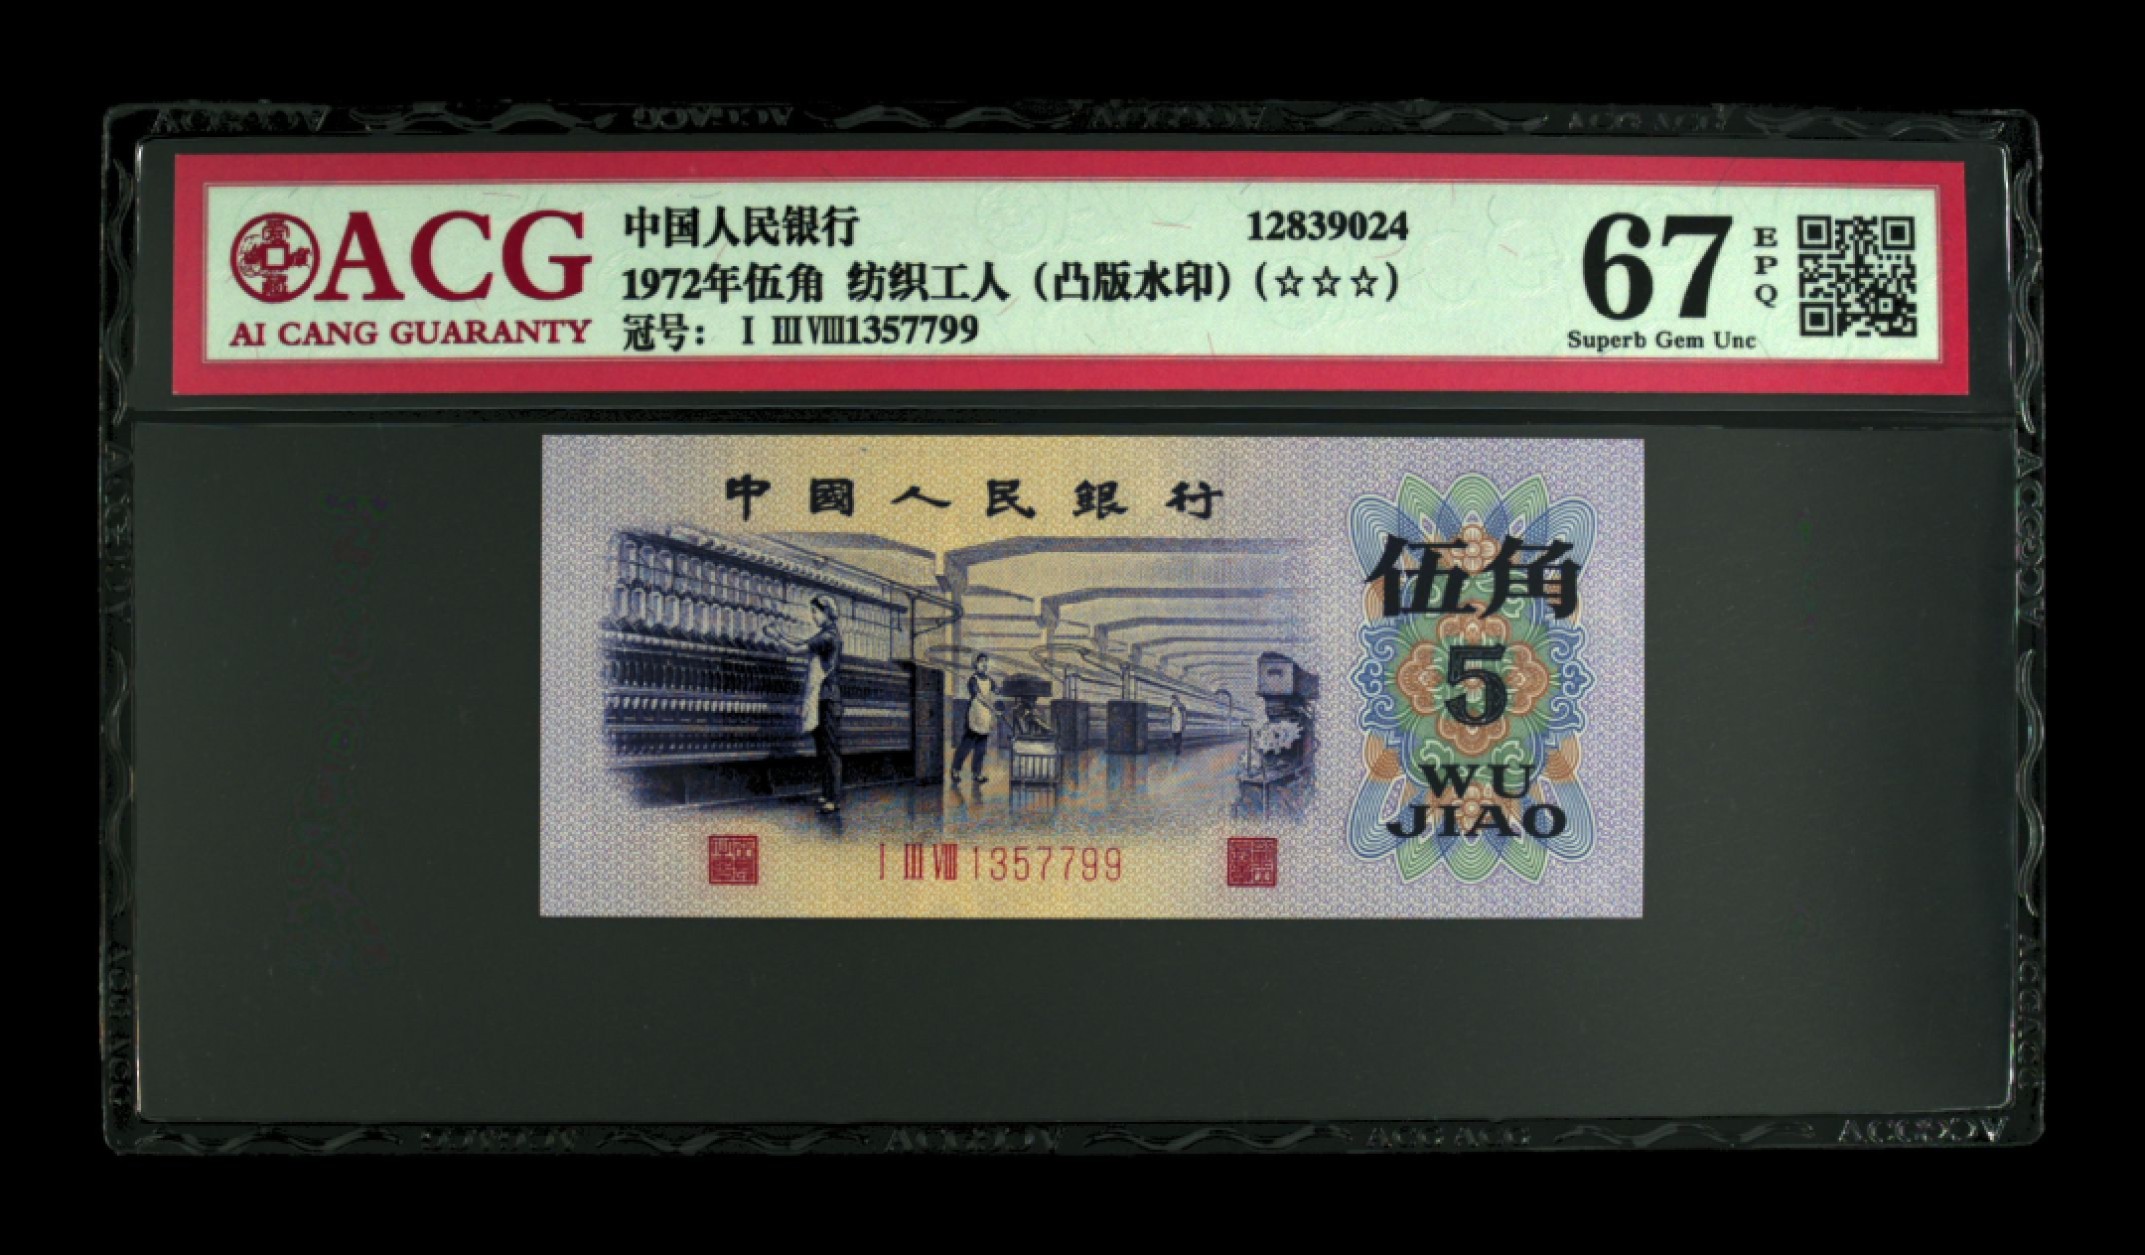 ACG
AI CANG GUARANTY
中国人民银行
12839024
1972年伍角 纺织工人（凸版水印）(☆☆☆)
冠号： Ⅰ Ⅲ Ⅷ1357799
67
EPQ
Superb Gem Unc
中國人民銀行
伍角
5
WU
JIAO
Ⅰ Ⅲ Ⅷ 1357799